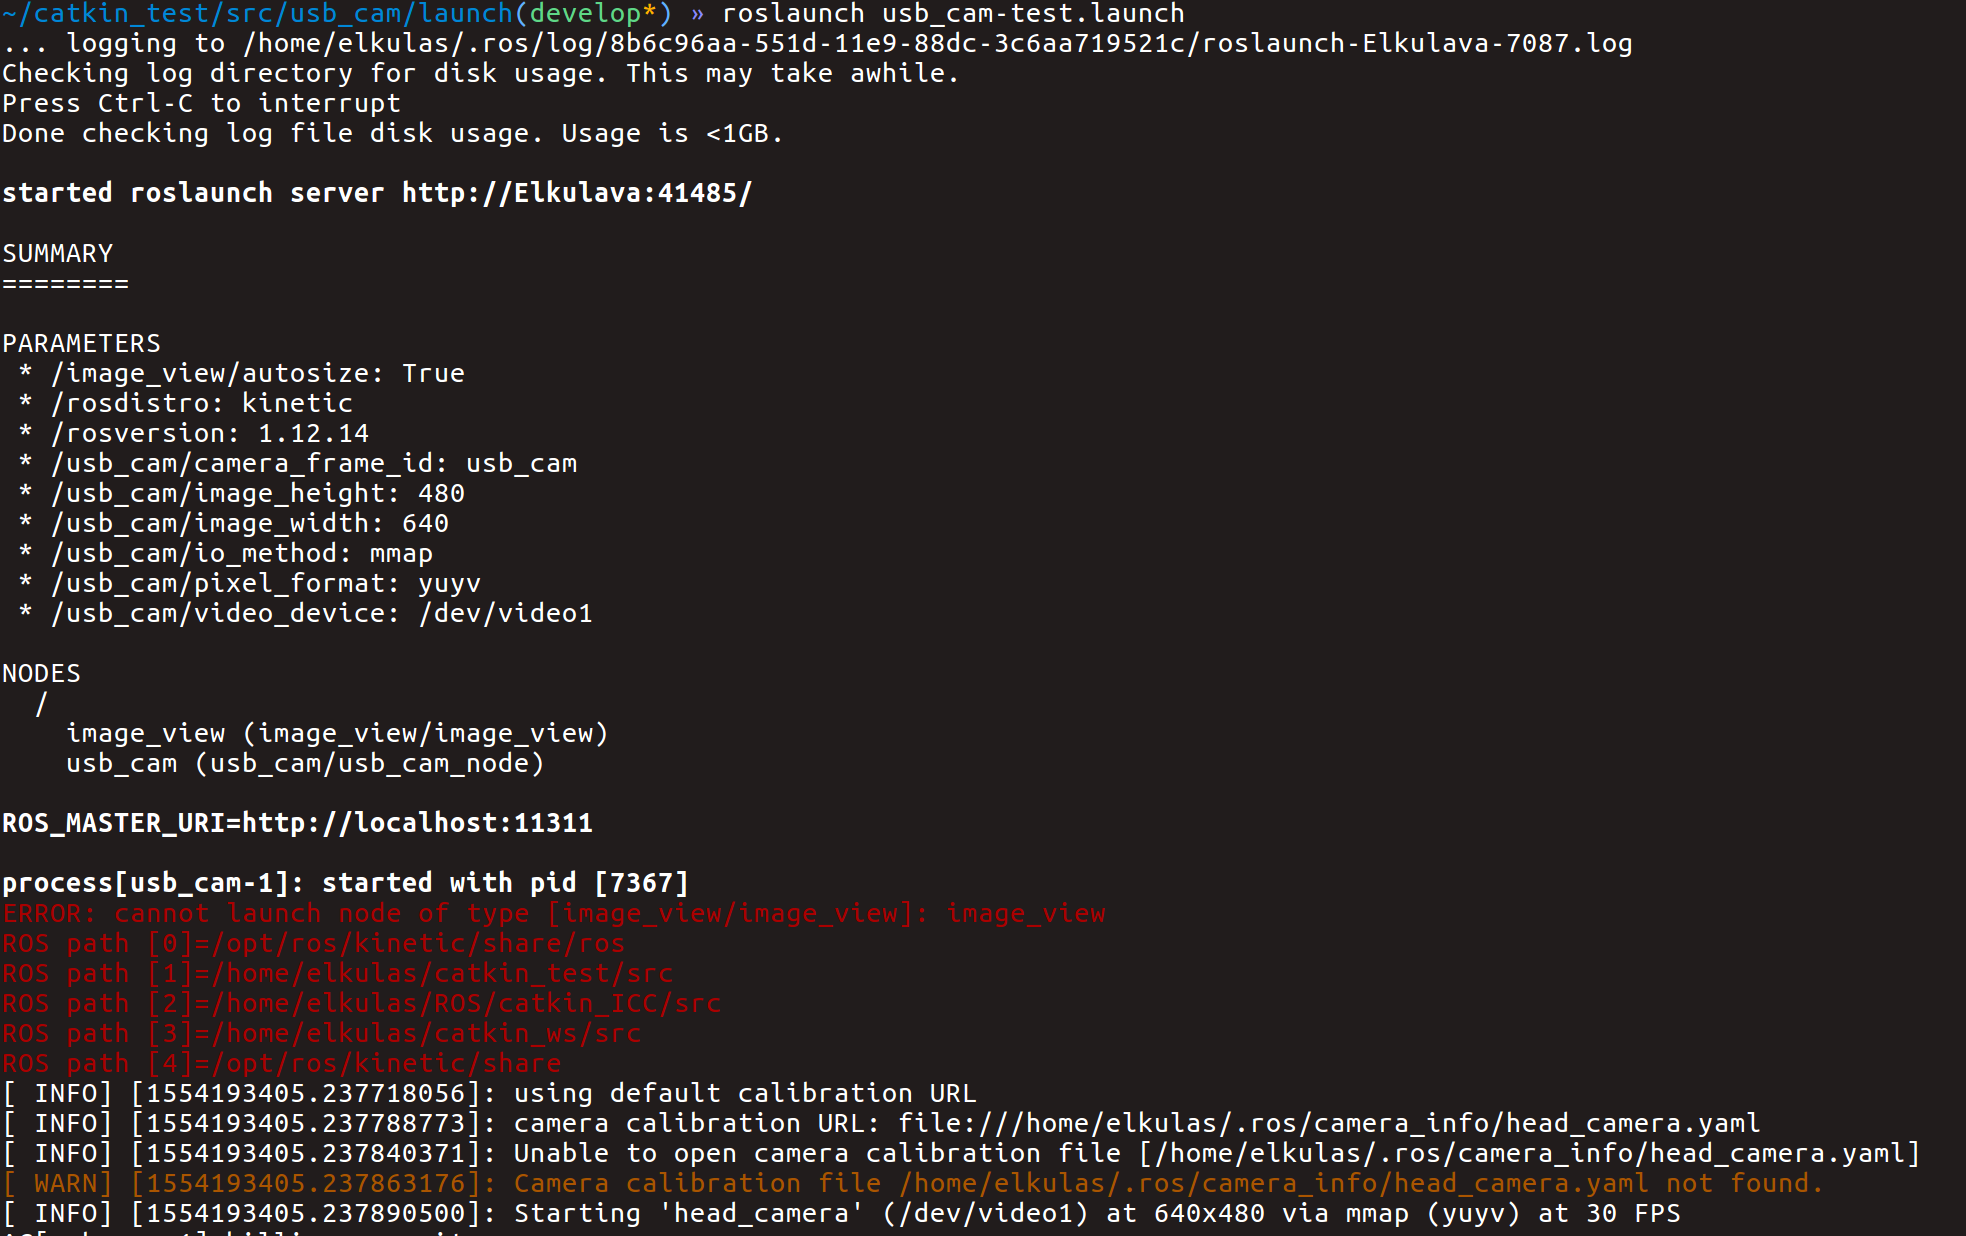 ~/catkin_test/src/usb_cam/launch(develop*) » roslaunch usb_cam-test.launch
... logging to /home/elkulas/.ros/log/8b6c96aa-551d-11e9-88dc-3c6aa719521c/roslaunch-Elkulava-7087.log
Checking log directory for disk usage. This may take awhile.
Press Ctrl-C to interrupt
Done checking log file disk usage. Usage is <1GB.

started roslaunch server http://Elkulava:41485/

SUMMARY
========

PARAMETERS
 * /image_view/autosize: True
 * /rosdistro: kinetic
 * /rosversion: 1.12.14
 * /usb_cam/camera_frame_id: usb_cam
 * /usb_cam/image_height: 480
 * /usb_cam/image_width: 640
 * /usb_cam/io_method: mmap
 * /usb_cam/pixel_format: yuyv
 * /usb_cam/video_device: /dev/video1

NODES
  /
    image_view (image_view/image_view)
    usb_cam (usb_cam/usb_cam_node)

ROS_MASTER_URI=http://localhost:11311

process[usb_cam-1]: started with pid [7367]
ERROR: cannot launch node of type [image_view/image_view]: image_view
ROS path [0]=/opt/ros/kinetic/share/ros
ROS path [1]=/home/elkulas/catkin_test/src
ROS path [2]=/home/elkulas/ROS/catkin_ICC/src
ROS path [3]=/home/elkulas/catkin_ws/src
ROS path [4]=/opt/ros/kinetic/share
[ INFO] [1554193405.237718056]: using default calibration URL
[ INFO] [1554193405.237788773]: camera calibration URL: file:///home/elkulas/.ros/camera_info/head_camera.yaml
[ INFO] [1554193405.237840371]: Unable to open camera calibration file [/home/elkulas/.ros/camera_info/head_camera.yaml]
[ WARN] [1554193405.237863176]: Camera calibration file /home/elkulas/.ros/camera_info/head_camera.yaml not found.
[ INFO] [1554193405.237890500]: Starting 'head_camera' (/dev/video1) at 640x480 via mmap (yuyv) at 30 FPS